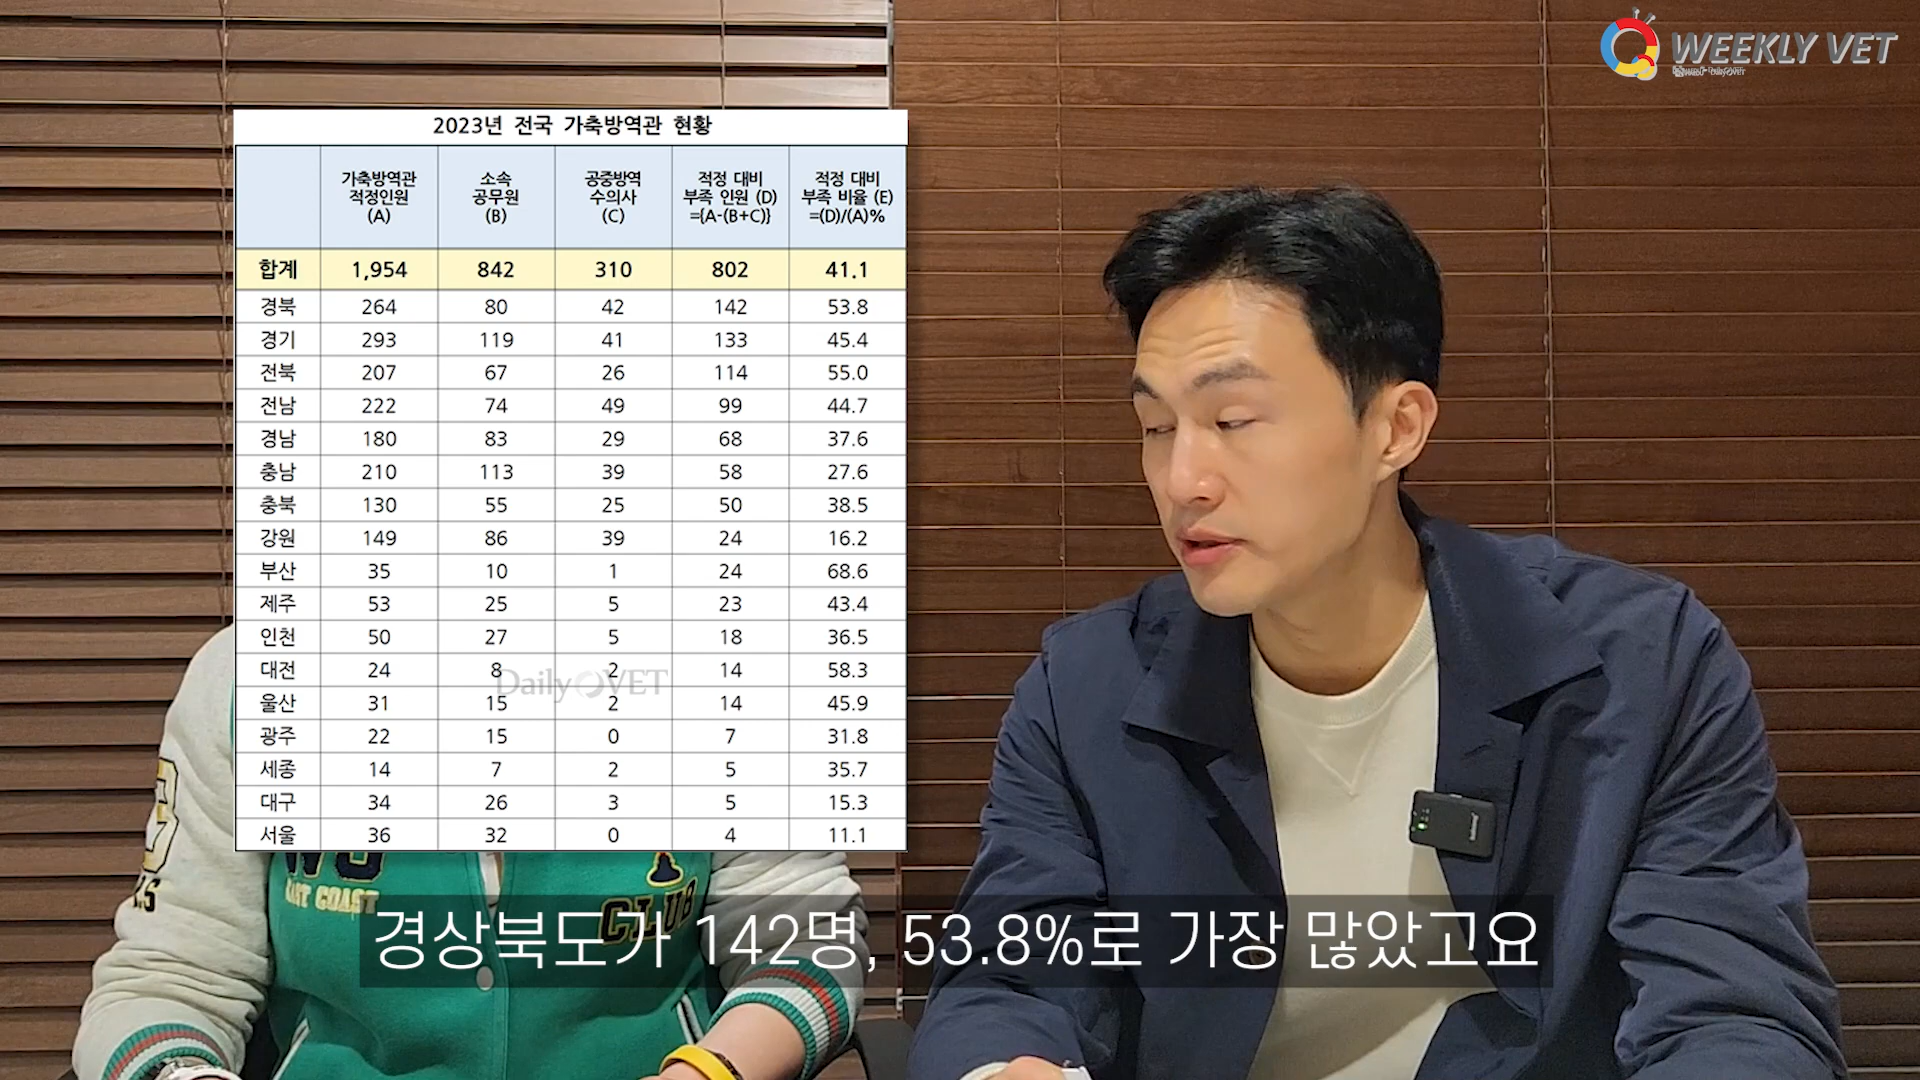 WEEKLY VET
2023년 전국 가축방역관 현황
가축방역관 적정인원 (A) 소속 공무원 (B) 공중방역 수의사 (C) 적정 대비 부족 인원 (D) ={A-(B+C)} 적정 대비 부족 비율 (E) =(D)/(A)%
합계 1,954 842 310 802 41.1
경북 264 80 42 142 53.8
경기 293 119 41 133 45.4
전북 207 67 26 114 55.0
전남 222 74 49 99 44.7
경남 180 83 29 68 37.6
충남 210 113 39 58 27.6
충북 130 55 25 50 38.5
강원 149 86 39 24 16.2
부산 35 10 1 24 68.6
제주 53 25 5 23 43.4
인천 50 27 5 18 36.5
대전 24 8 2 14 58.3
DailyVET
울산 31 15 2 14 45.9
광주 22 15 0 7 31.8
세종 14 7 2 5 35.7
대구 34 26 3 5 15.3
서울 36 32 0 4 11.1
EAST COAST
CLUB
경상북도가 142명, 53.8%로 가장 많았고요